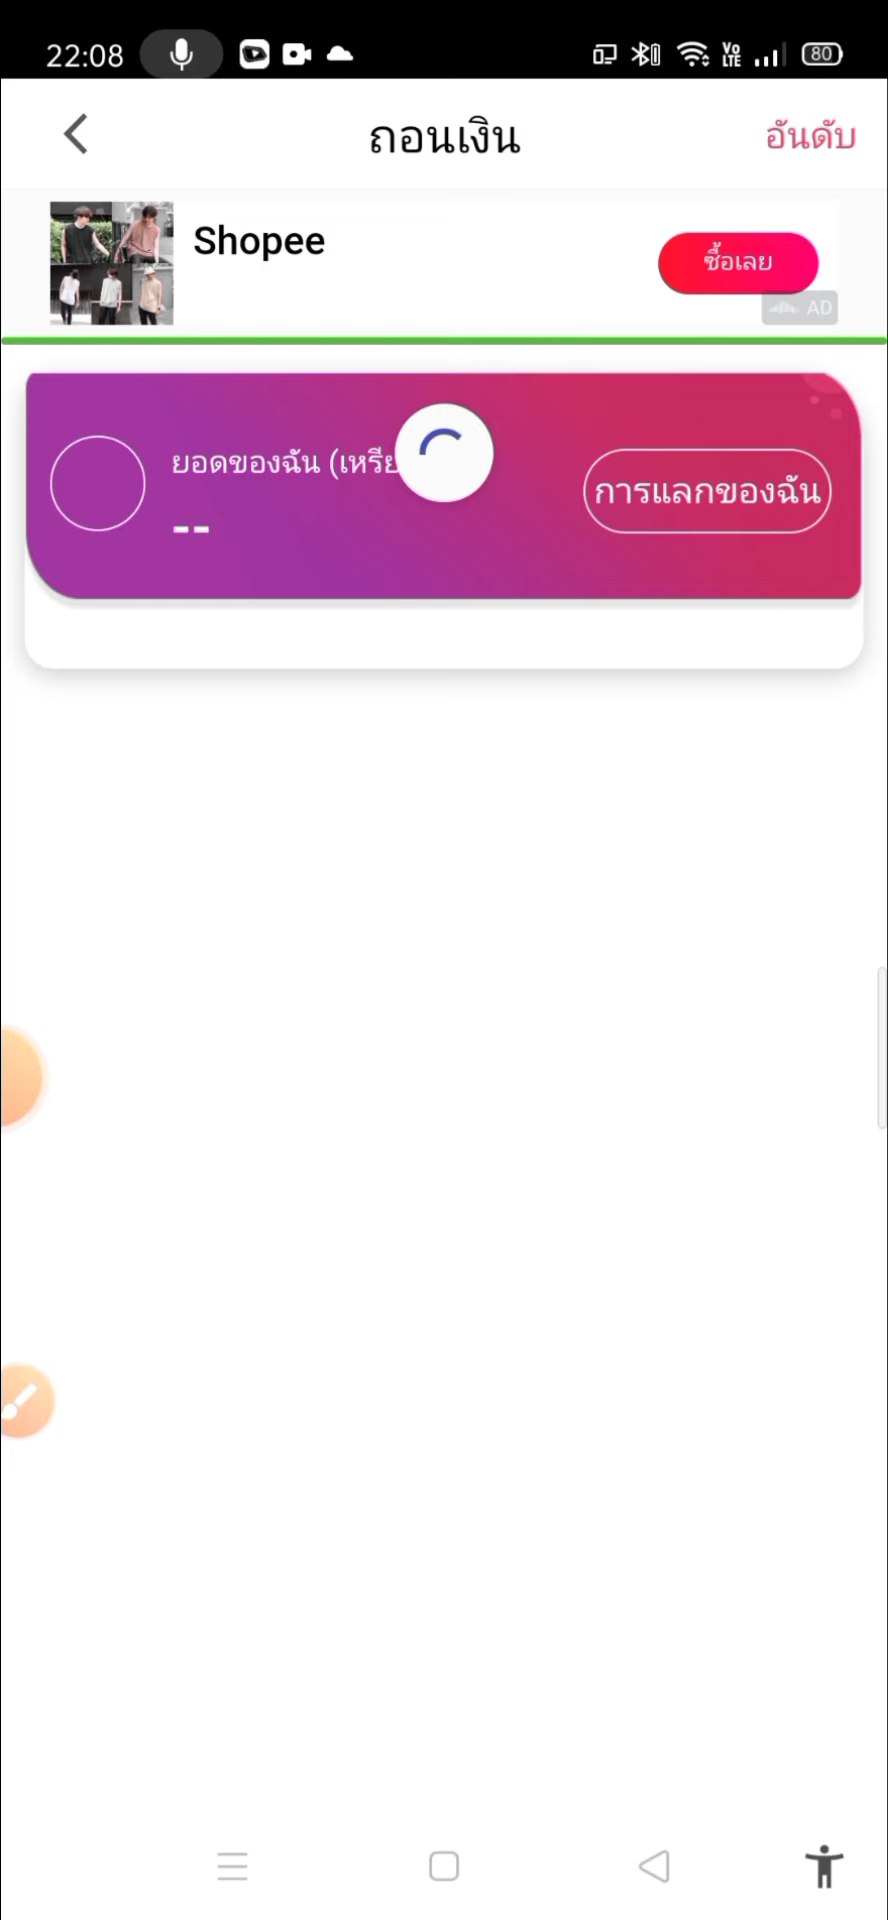 22:08
VO
LTE
80
ถอนเงิน
อันดับ
Shopee
ซื้อเลย
AD
ยอดของฉัน (เหรีย
--
การแลกของฉัน